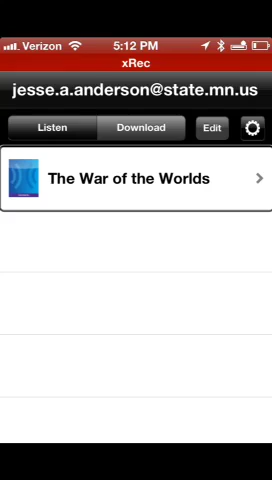 Verizon 5:12 PM
xRec
jesse.a.anderson@state.mn.us
Listen Download Edit
The War of the Worlds